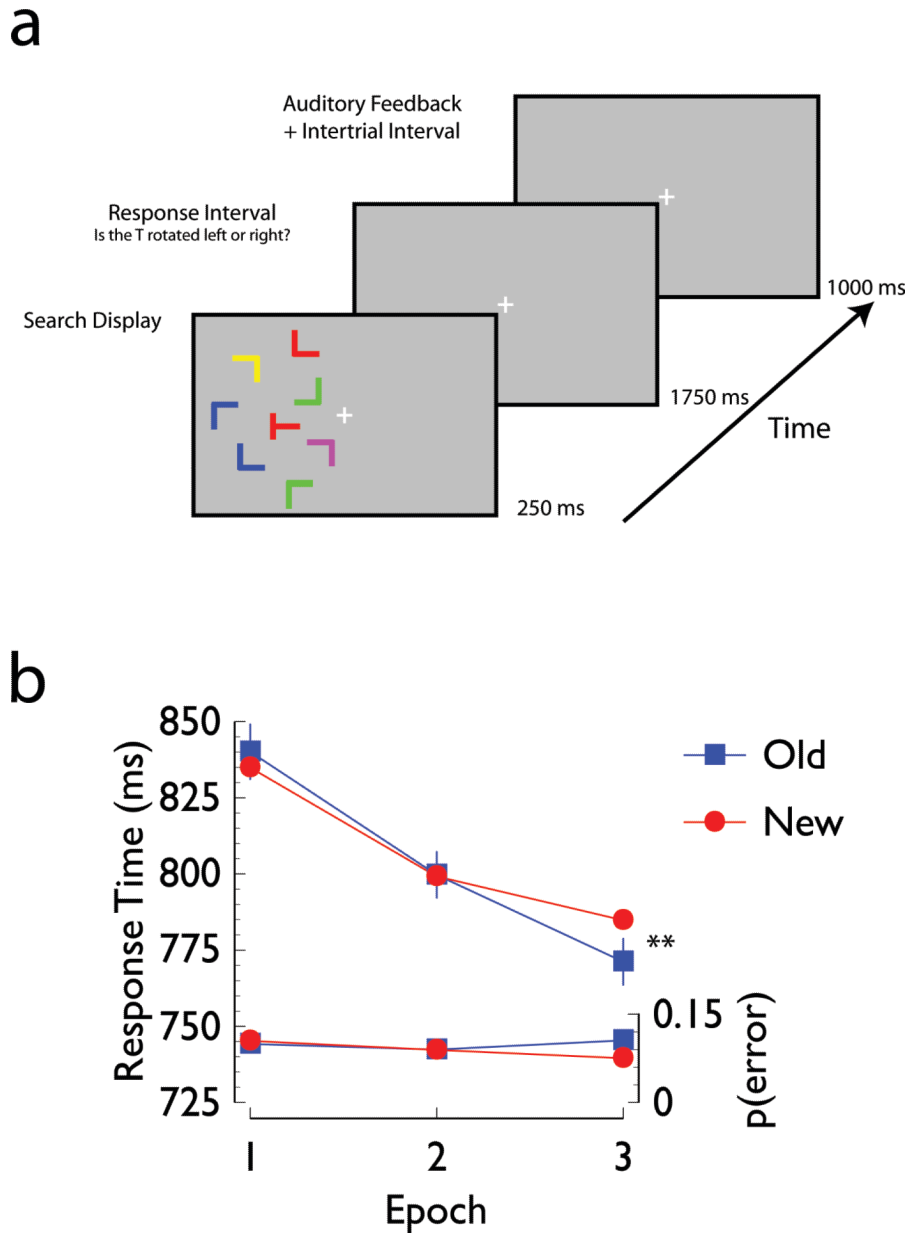 a
Auditory Feedback
+ Intertrial Interval
Response Interval
Is the T rotated left or right?
Search Display
1000 ms
1750 ms
Time
250 ms
b
Response Time (ms)
850
825
800
775
750
725
Old
New
**
0.15
0
p(error)
1 2 3
Epoch